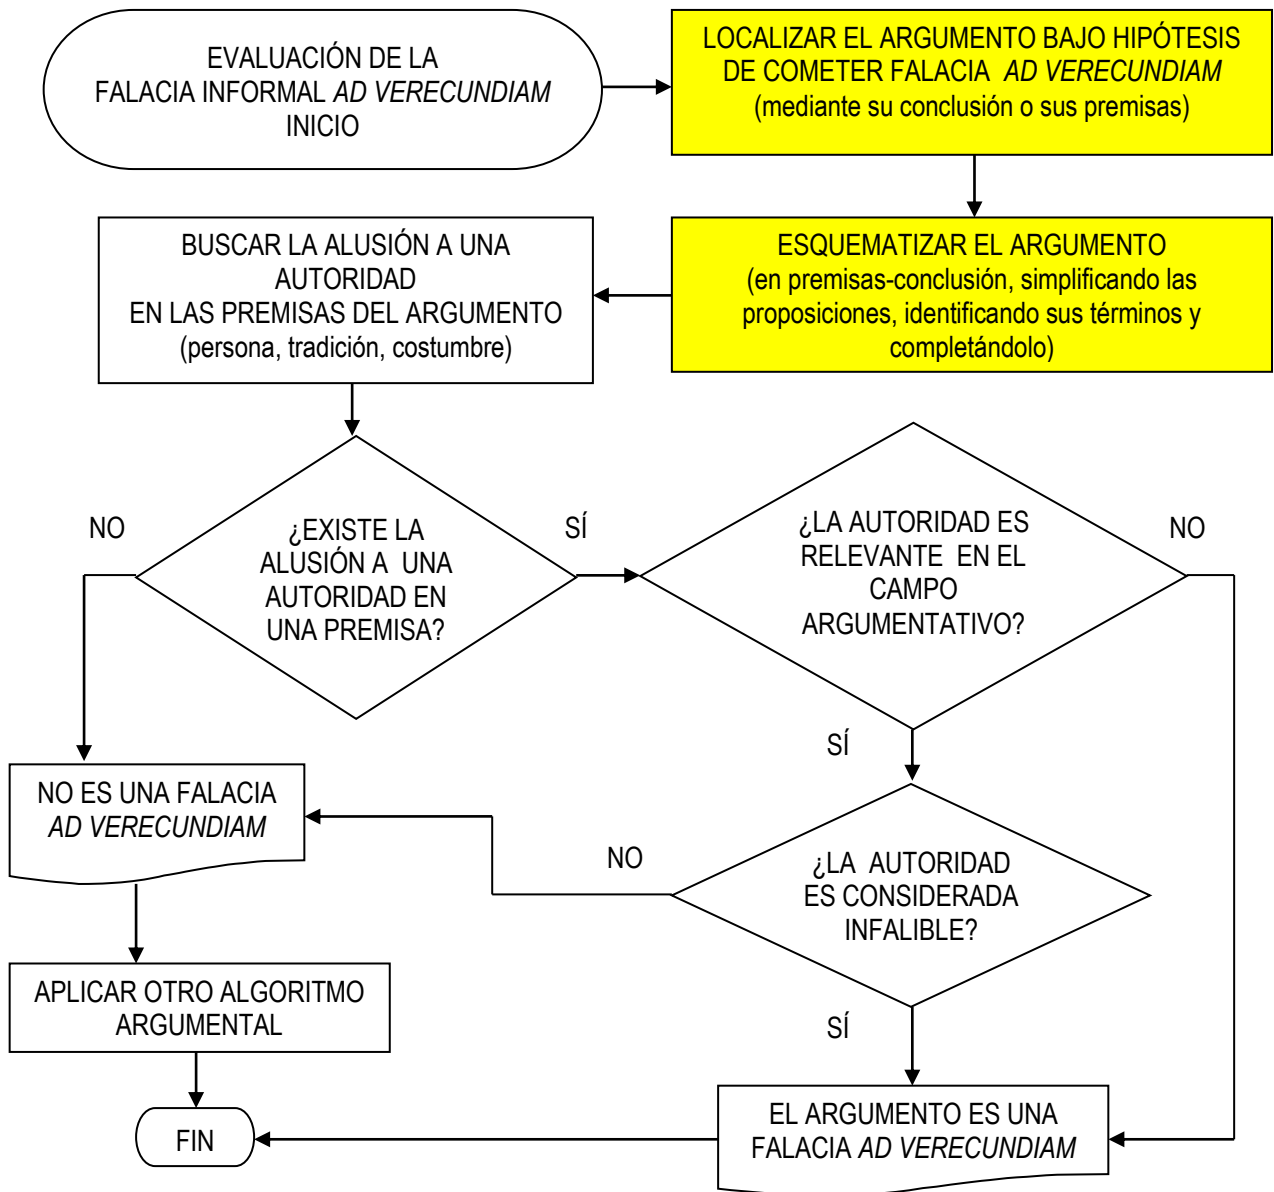 EVALUACIÓN DE LA
FALACIA INFORMAL AD VERECUNDIAM
INICIO
LOCALIZAR EL ARGUMENTO BAJO HIPÓTESIS
DE COMETER FALACIA AD VERECUNDIAM
(mediante su conclusión o sus premisas)
BUSCAR LA ALUSIÓN A UNA
AUTORIDAD
EN LAS PREMISAS DEL ARGUMENTO
(persona, tradición, costumbre)
ESQUEMATIZAR EL ARGUMENTO
(en premisas-conclusión, simplificando las
proposiciones, identificando sus términos y
completándolo)
NO
¿EXISTE LA
ALUSIÓN A UNA
AUTORIDAD EN
UNA PREMISA?
SÍ
¿LA AUTORIDAD ES
RELEVANTE EN EL
CAMPO
ARGUMENTATIVO?
NO
SÍ
NO ES UNA FALACIA
AD VERECUNDIAM
NO
¿LA AUTORIDAD
ES CONSIDERADA
INFALIBLE?
SÍ
APLICAR OTRO ALGORITMO
ARGUMENTAL
FIN
EL ARGUMENTO ES UNA
FALACIA AD VERECUNDIAM